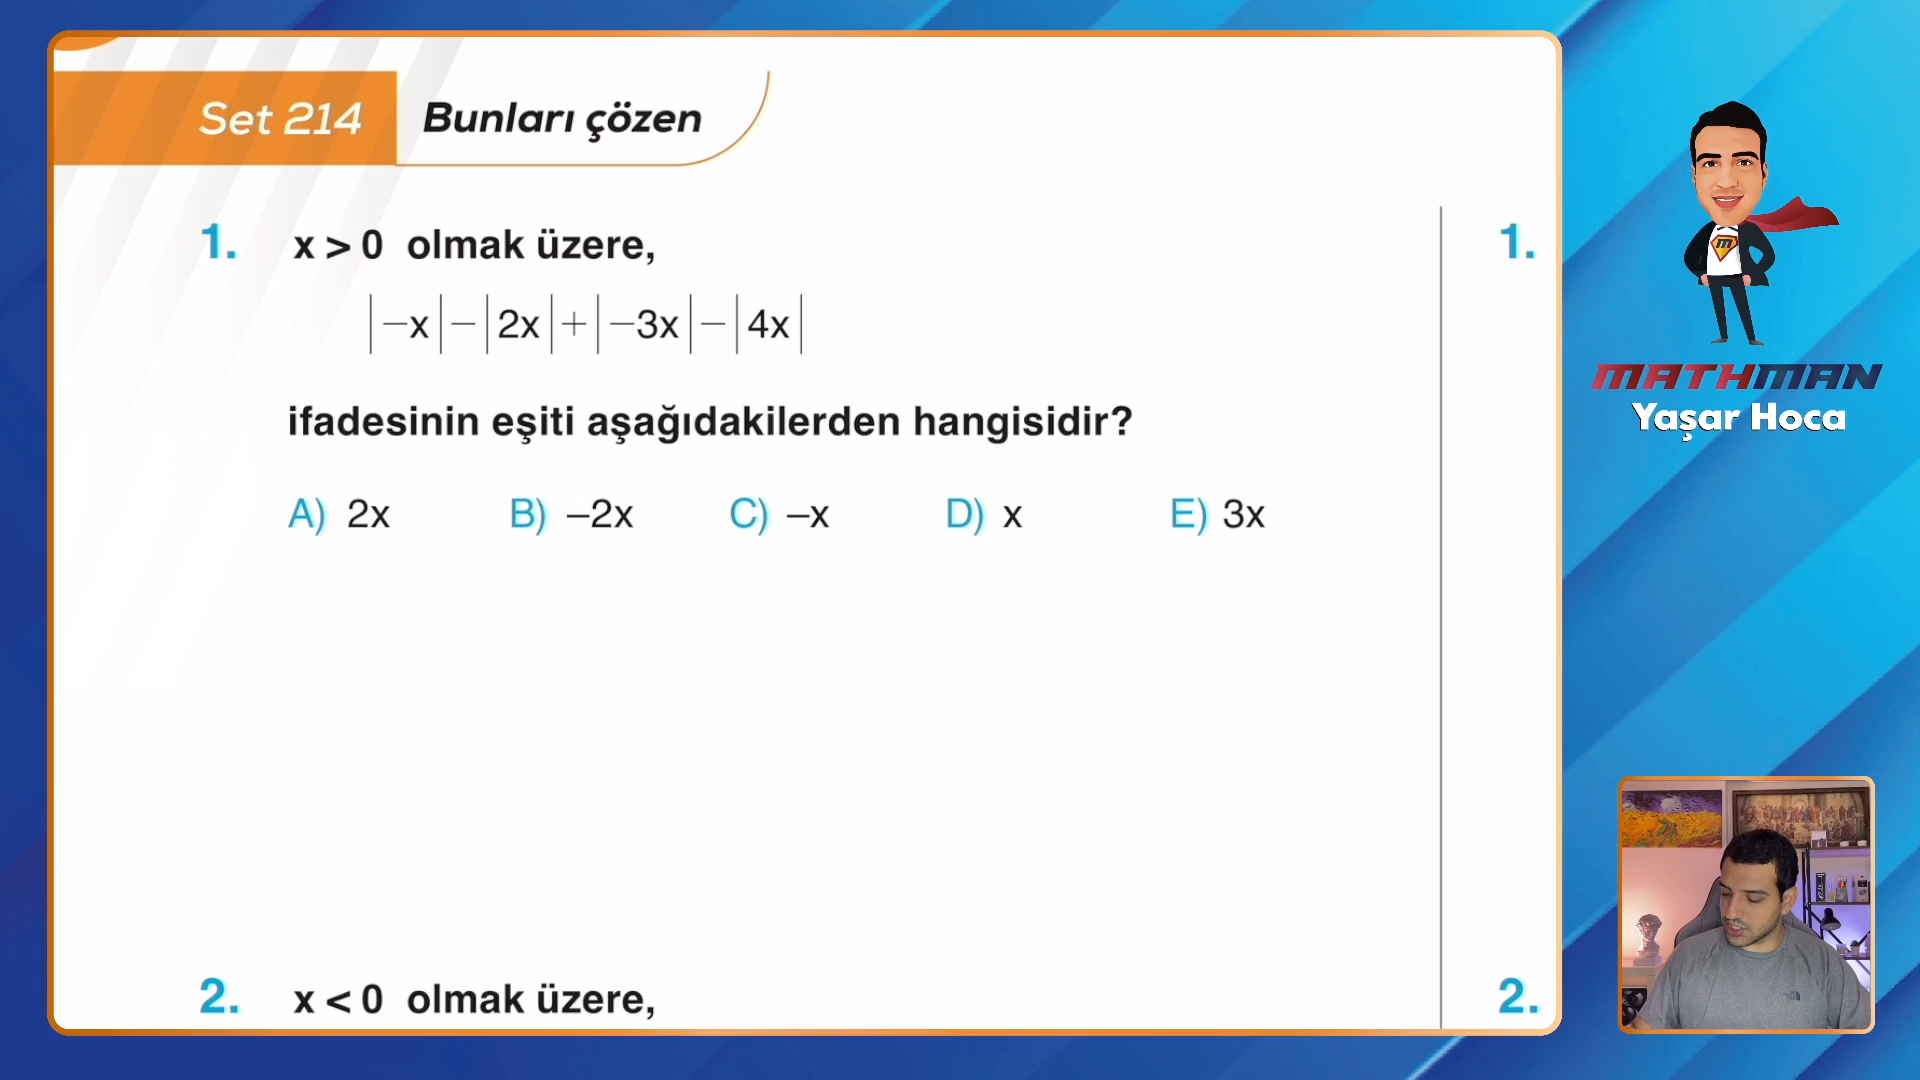 Set 214 Bunları çözen
1. x > 0 olmak üzere,
|−x|−|2x|+|−3x|−|4x|
ifadesinin eşiti aşağıdakilerden hangisidir?
A) 2x B) –2x C) –x D) x E) 3x
2. x < 0 olmak üzere,
1.
2.
m
MATHMAN
Yaşar Hoca